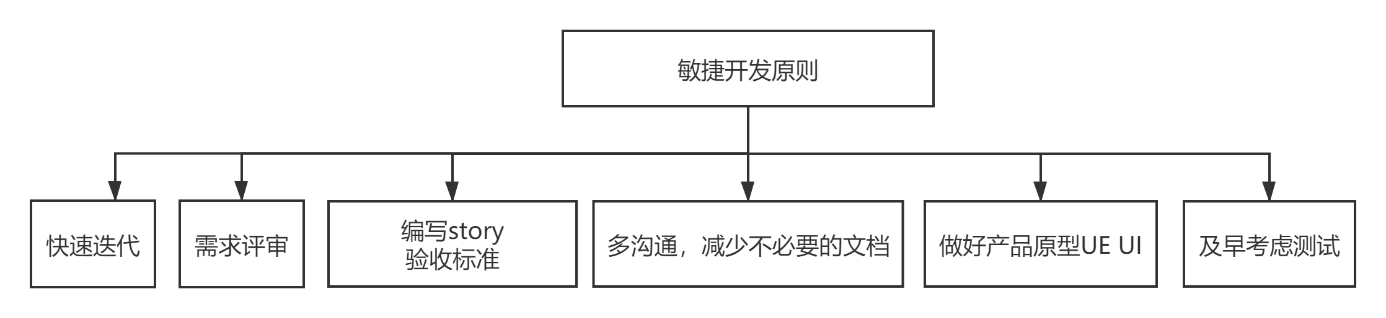 敏捷开发原则
快速迭代
需求评审
编写story
验收标准
多沟通，减少不必要的文档
做好产品原型UE UI
及早考虑测试